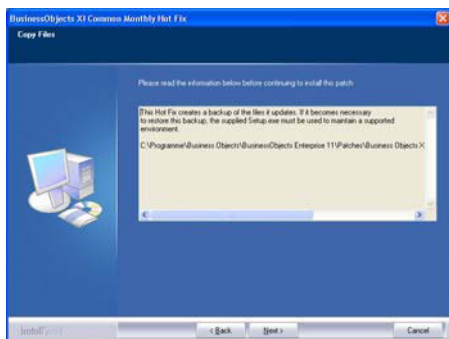 BusinessObjects XI Common Monthly Hot Fix
Copy Files
Please read the information below before continuing to install this patch
This Hot Fix creates a backup of the files it updates. If it becomes necessary
to restore this backup, the supplied Setup.exe must be used to maintain a supported
environment.
C:\Programme\Business Objects\BusinessObjects Enterprise 11\Patches\Business Objects X
InstallShield
< Back
Next >
Cancel